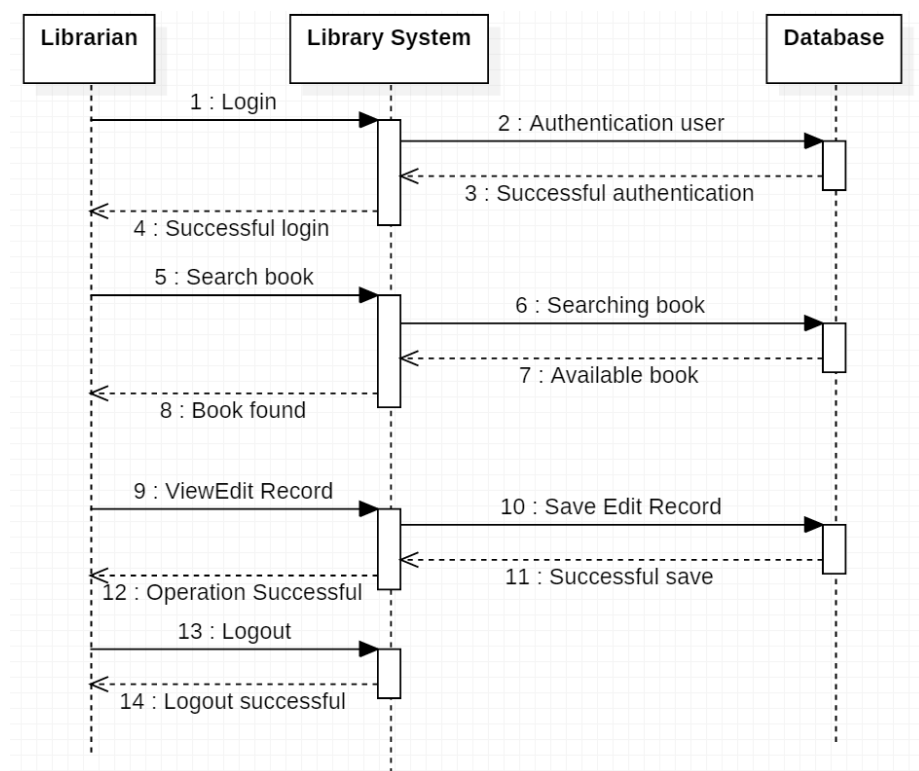 Librarian
Library System
Database
1 : Login
2 : Authentication user
3 : Successful authentication
4 : Successful login
5 : Search book
6 : Searching book
7 : Available book
8 : Book found
9 : ViewEdit Record
10 : Save Edit Record
11 : Successful save
12 : Operation Successful
13 : Logout
14 : Logout successful